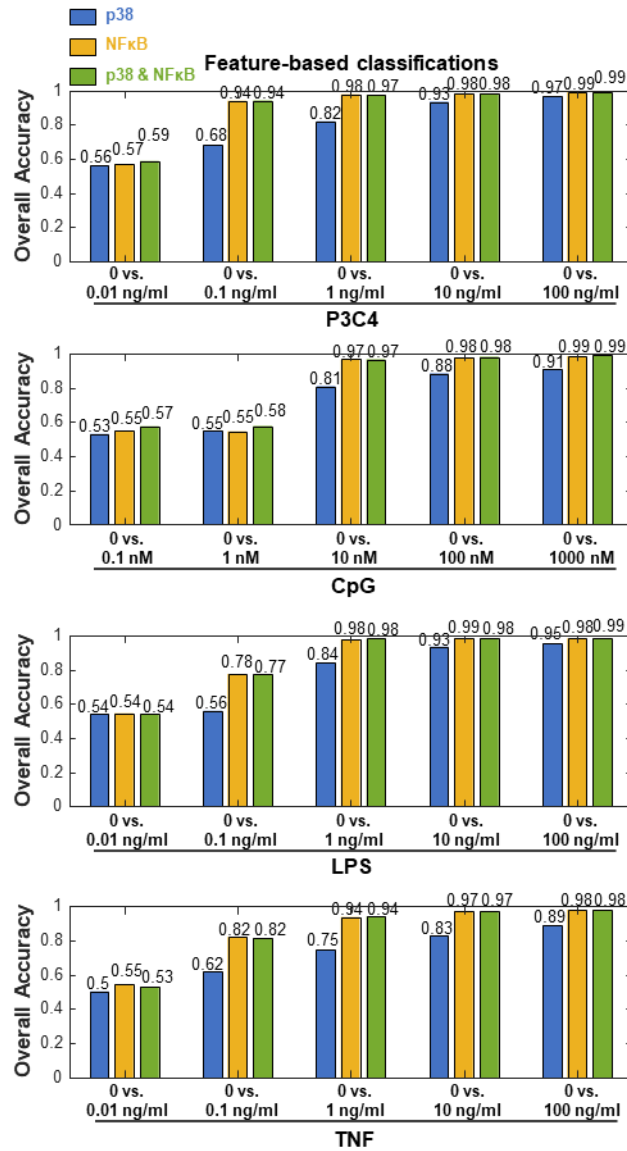 p38
NFκB
p38 & NFκB
Feature-based classifications
Overall Accuracy
1
0.8
0.6
0.4
0.2
0
0.56 0.57 0.59
0.68 0.94 0.94
0.82 0.98 0.97
0.93 0.98 0.98
0.97 0.99 0.99
0 vs. 0 vs. 0 vs. 0 vs. 0 vs.
0.01 ng/ml 0.1 ng/ml 1 ng/ml 10 ng/ml 100 ng/ml
P3C4
Overall Accuracy
1
0.8
0.6
0.4
0.2
0
0.53 0.55 0.57
0.55 0.55 0.58
0.81 0.97 0.97
0.88 0.98 0.98
0.91 0.99 0.99
0 vs. 0 vs. 0 vs. 0 vs. 0 vs.
0.1 nM 1 nM 10 nM 100 nM 1000 nM
CpG
Overall Accuracy
1
0.8
0.6
0.4
0.2
0
0.54 0.54 0.54
0.56 0.78 0.77
0.84 0.98 0.98
0.93 0.99 0.98
0.95 0.98 0.99
0 vs. 0 vs. 0 vs. 0 vs. 0 vs.
0.01 ng/ml 0.1 ng/ml 1 ng/ml 10 ng/ml 100 ng/ml
LPS
Overall Accuracy
1
0.8
0.6
0.4
0.2
0
0.5 0.55 0.53
0.62 0.82 0.82
0.75 0.94 0.94
0.83 0.97 0.97
0.89 0.98 0.98
0 vs. 0 vs. 0 vs. 0 vs. 0 vs.
0.01 ng/ml 0.1 ng/ml 1 ng/ml 10 ng/ml 100 ng/ml
TNF